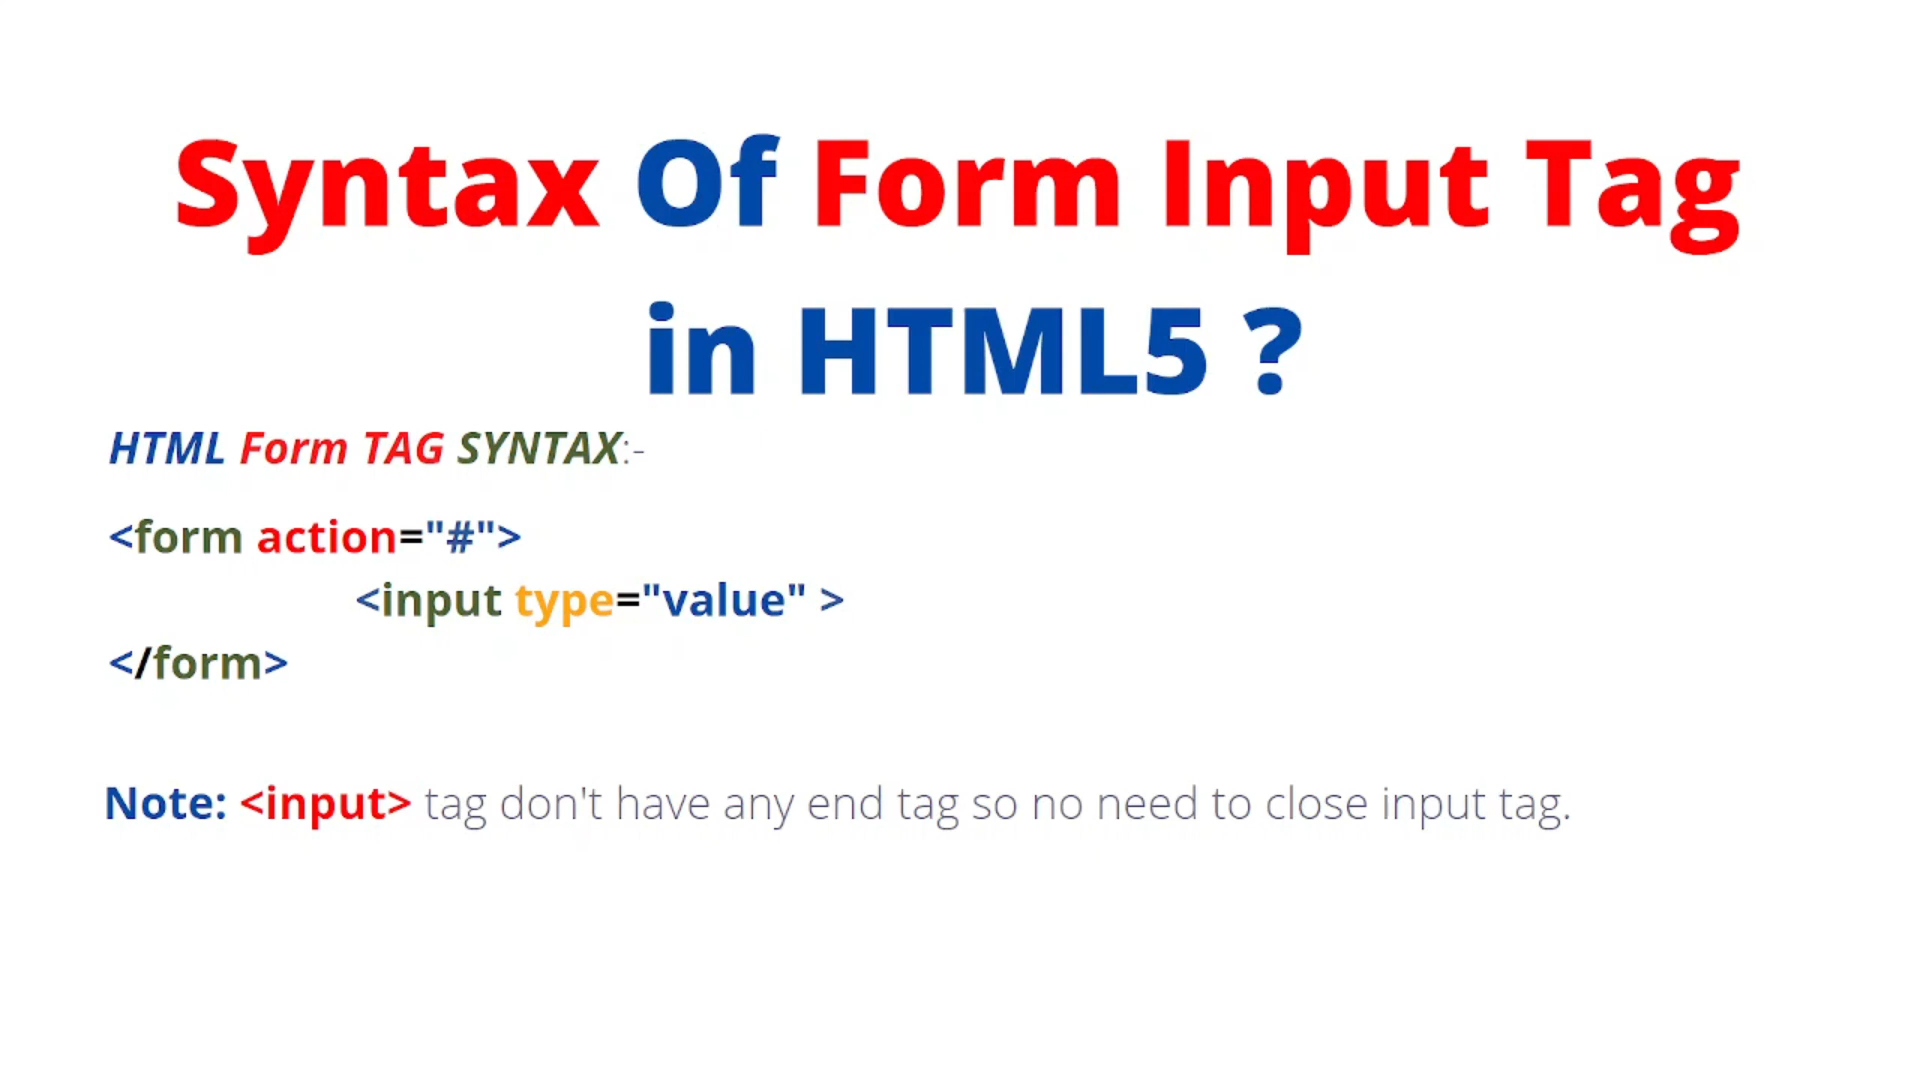 Syntax Of Form Input Tag
in HTML5 ?
HTML Form TAG SYNTAX:-
<form action="#">
<input type="value" >
</form>
Note: <input> tag don't have any end tag so no need to close input tag.